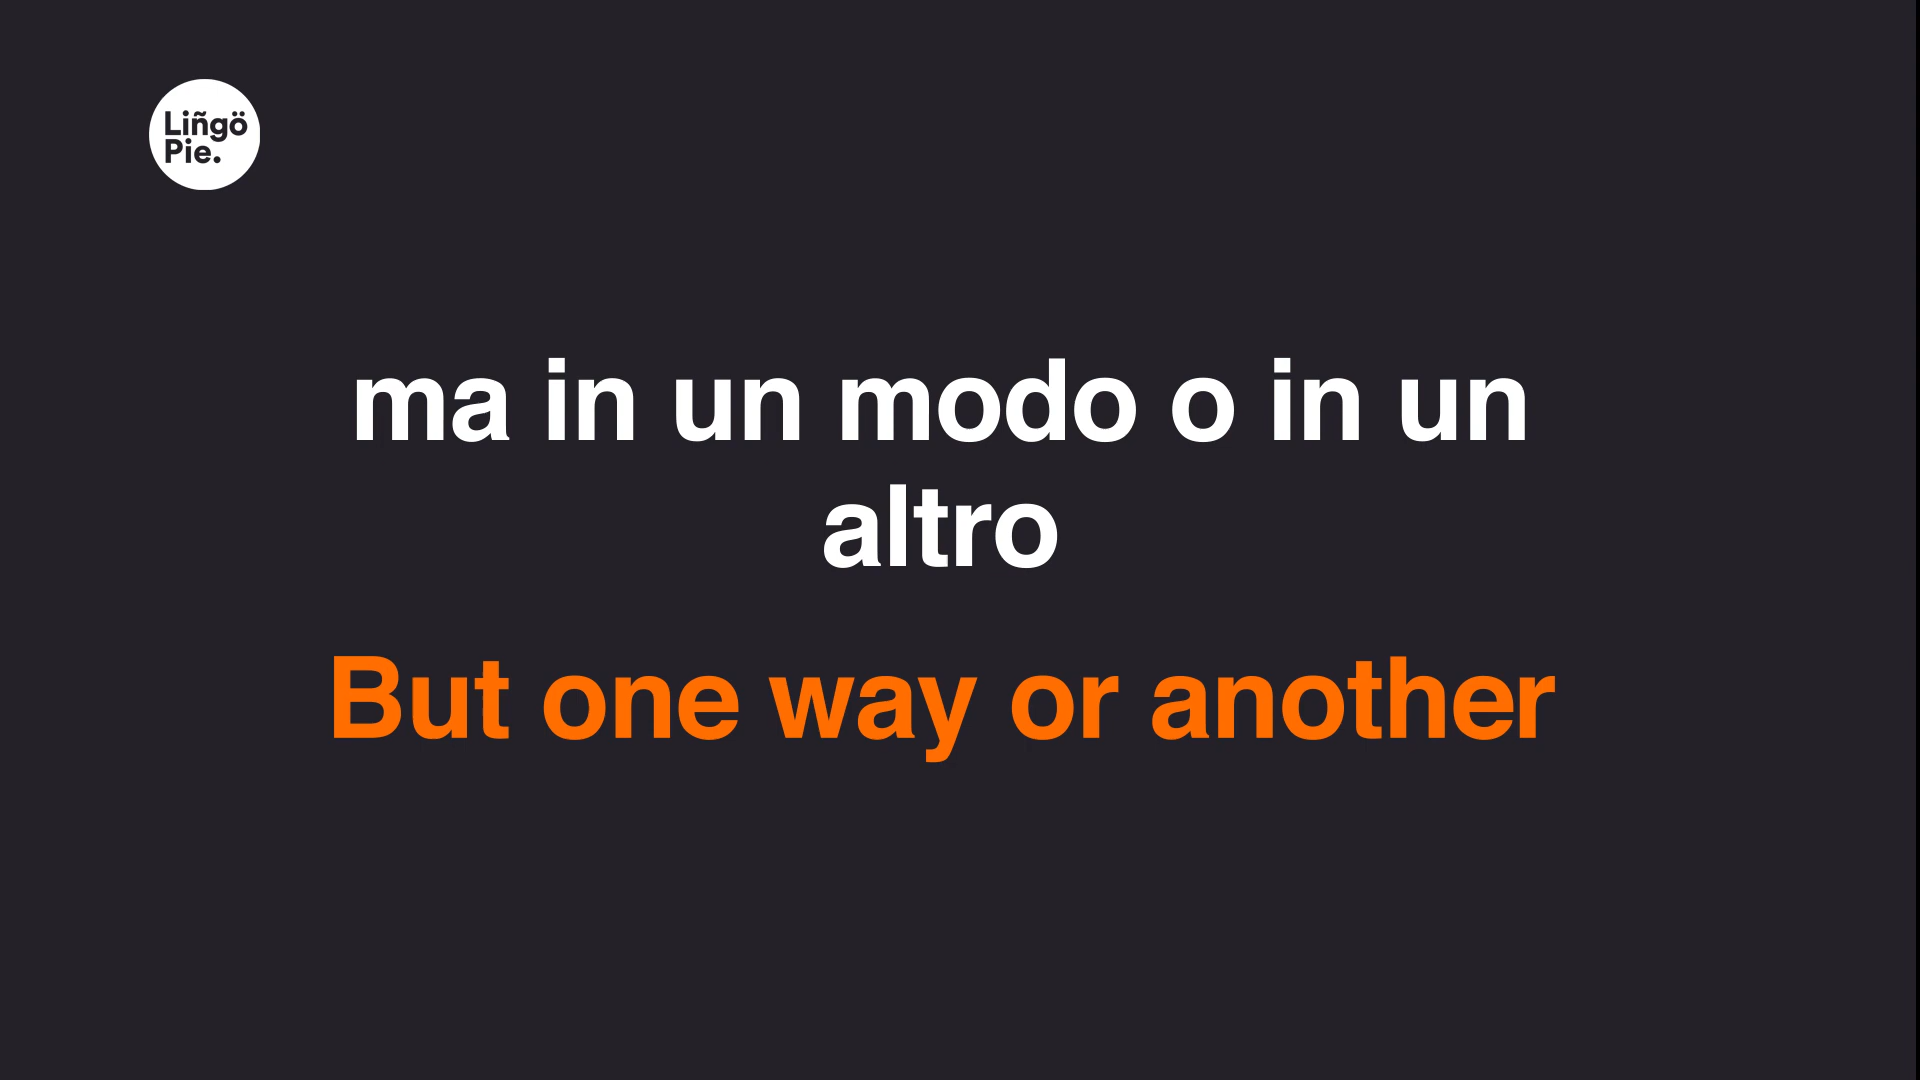 Liñgö
Pie.
ma in un modo o in un
altro
But one way or another